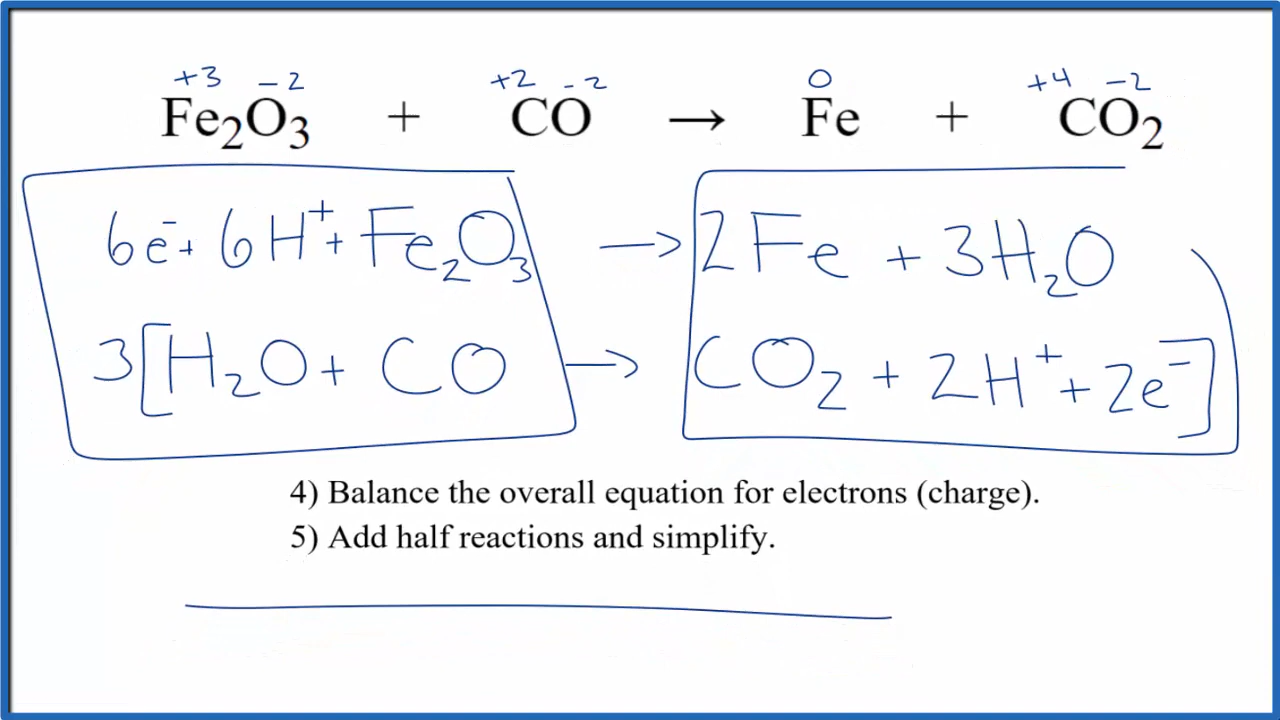 +3 -2 +2 -2 0 +4 -2
Fe₂O₃ + CO → Fe + CO₂
6e⁻ + 6H⁺ + Fe₂O₃ → 2Fe + 3H₂O
3[H₂O + CO → CO₂ + 2H⁺ + 2e⁻]
4) Balance the overall equation for electrons (charge).
5) Add half reactions and simplify.